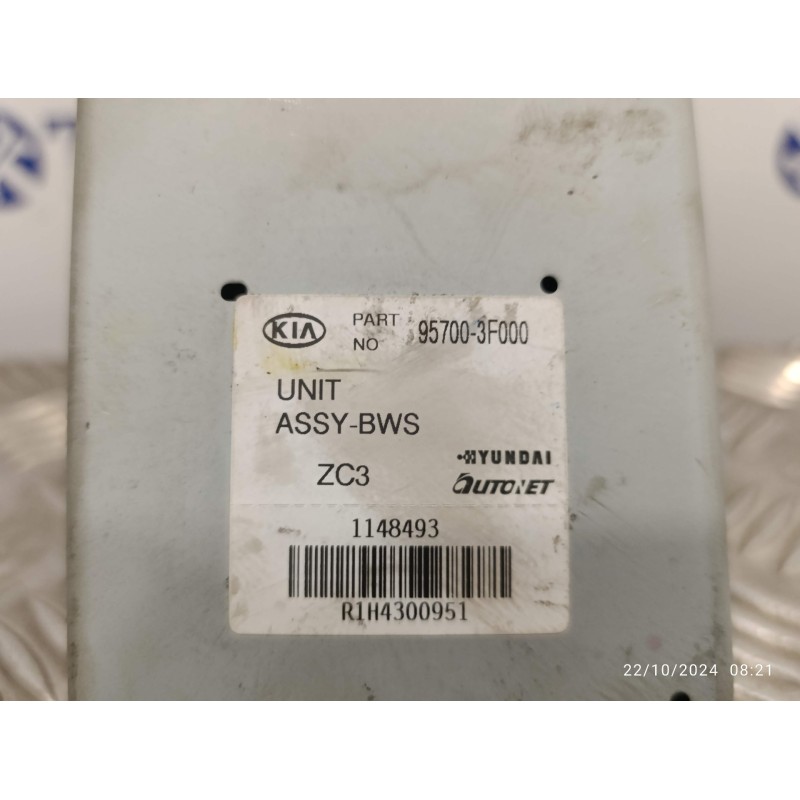 KIA PART NO 95700-3F000
UNIT
ASSY-BWS
ZC3
HYUNDAI
AUTONET
1148493
R1H4300951
22/10/2024 08:21